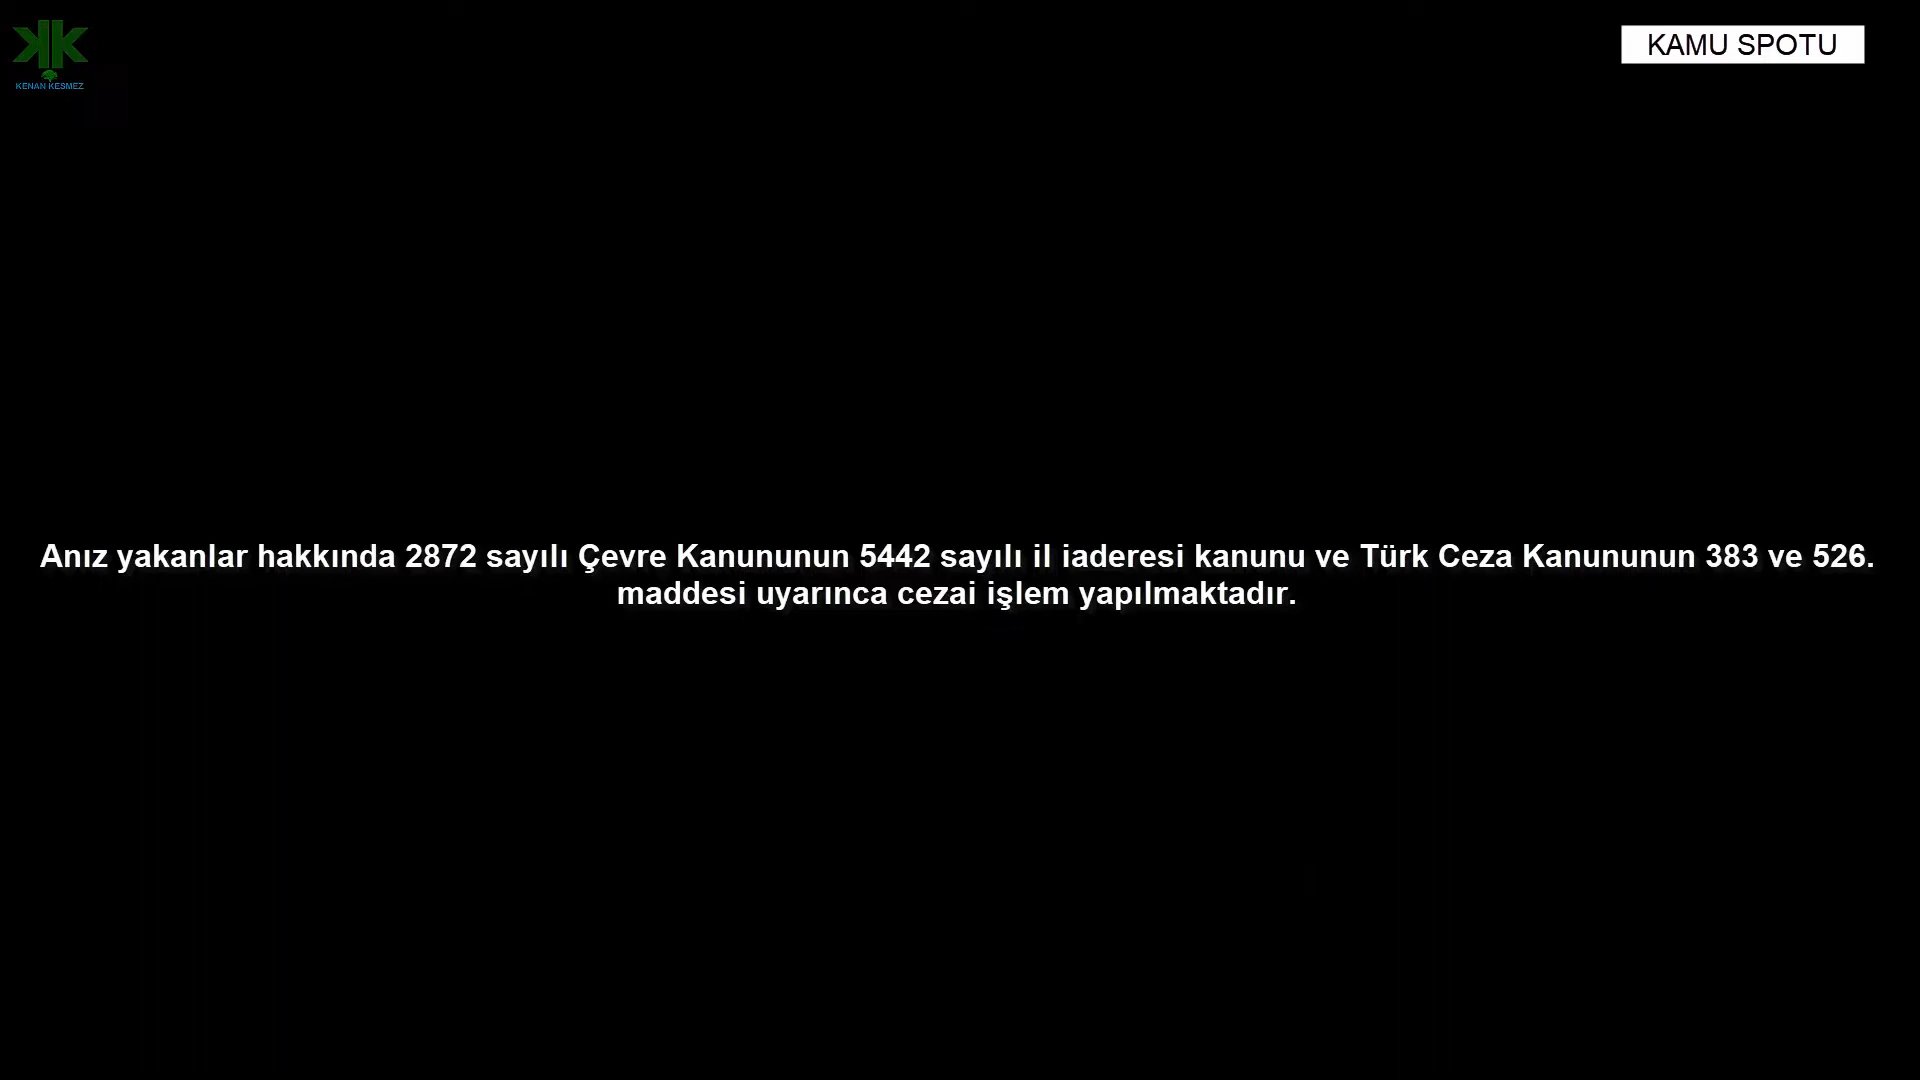 KENAN KESMEZ
KAMU SPOTU
Anız yakanlar hakkında 2872 sayılı Çevre Kanununun 5442 sayılı il iaderesi kanunu ve Türk Ceza Kanununun 383 ve 526.
maddesi uyarınca cezai işlem yapılmaktadır.